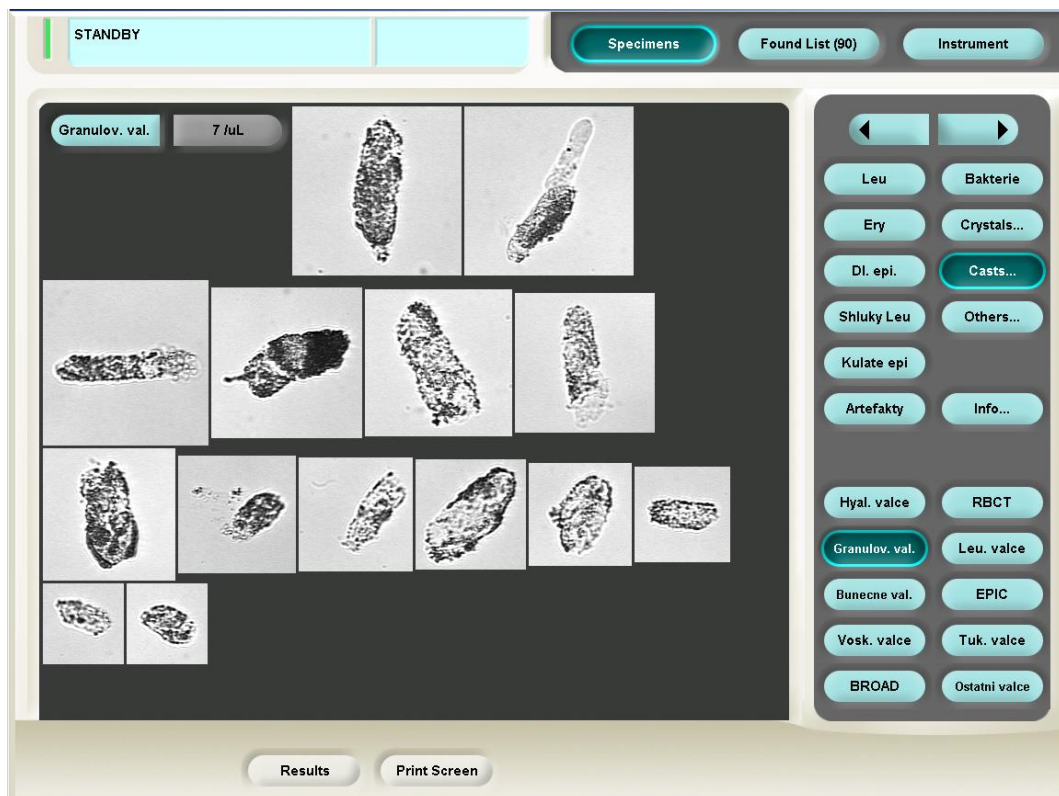 STANDBY
Specimens
Found List (90)
Instrument
Granulov. val.
7 /uL
Leu
Bakterie
Ery
Crystals...
Dl. epi.
Casts...
Shluky Leu
Others...
Kulate epi
Artefakty
Info...
Hyal. valce
RBCT
Granulov. val.
Leu. valce
Bunecne val.
EPIC
Vosk. valce
Tuk. valce
BROAD
Ostatni valce
Results
Print Screen